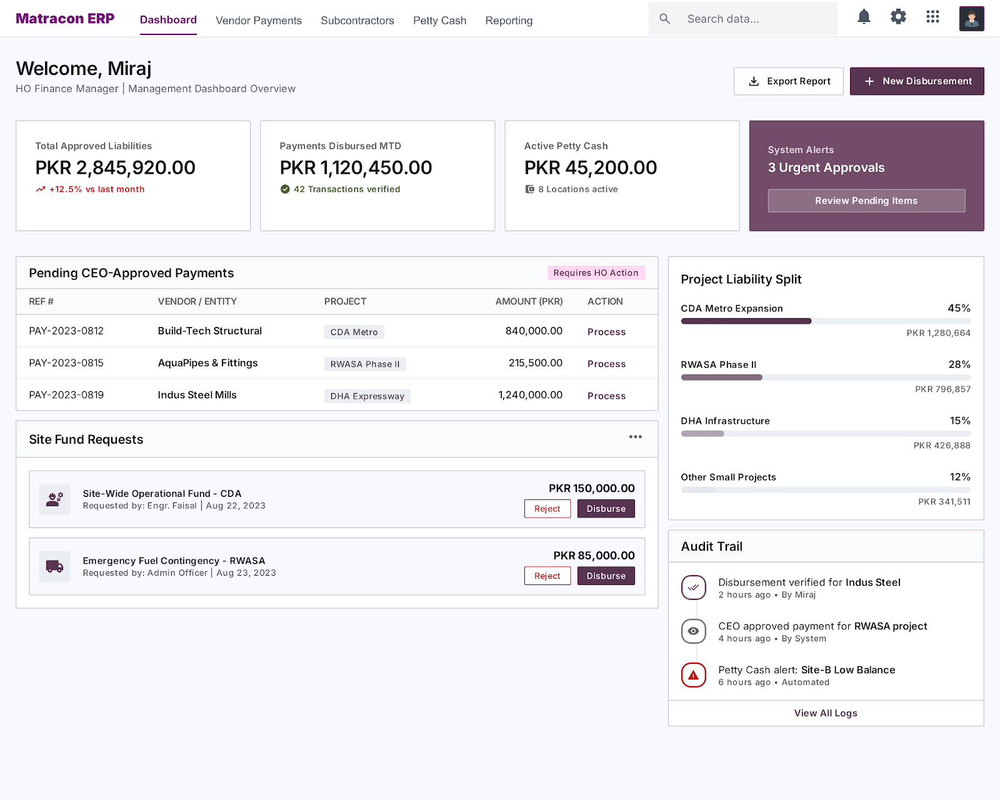 Matracon ERP
Dashboard
Vendor Payments
Subcontractors
Petty Cash
Reporting
Search data...
Welcome, Miraj
HO Finance Manager | Management Dashboard Overview
Export Report
New Disbursement
Total Approved Liabilities
PKR 2,845,920.00
+12.5% vs last month
Payments Disbursed MTD
PKR 1,120,450.00
42 Transactions verified
Active Petty Cash
PKR 45,200.00
8 Locations active
System Alerts
3 Urgent Approvals
Review Pending Items
Pending CEO-Approved Payments
Requires HO Action
REF # VENDOR / ENTITY PROJECT AMOUNT (PKR) ACTION
PAY-2023-0812 Build-Tech Structural CDA Metro 840,000.00 Process
PAY-2023-0815 AquaPipes & Fittings RWASA Phase II 215,500.00 Process
PAY-2023-0819 Indus Steel Mills DHA Expressway 1,240,000.00 Process
Site Fund Requests
Site-Wide Operational Fund - CDA
Requested by: Engr. Faisal | Aug 22, 2023
PKR 150,000.00
Reject
Disburse
Emergency Fuel Contingency - RWASA
Requested by: Admin Officer | Aug 23, 2023
PKR 85,000.00
Reject
Disburse
Project Liability Split
CDA Metro Expansion 45%
PKR 1,280,664
RWASA Phase II 28%
PKR 796,857
DHA Infrastructure 15%
PKR 426,888
Other Small Projects 12%
PKR 341,511
Audit Trail
Disbursement verified for Indus Steel
2 hours ago • By Miraj
CEO approved payment for RWASA project
4 hours ago • By System
Petty Cash alert: Site-B Low Balance
6 hours ago • Automated
View All Logs